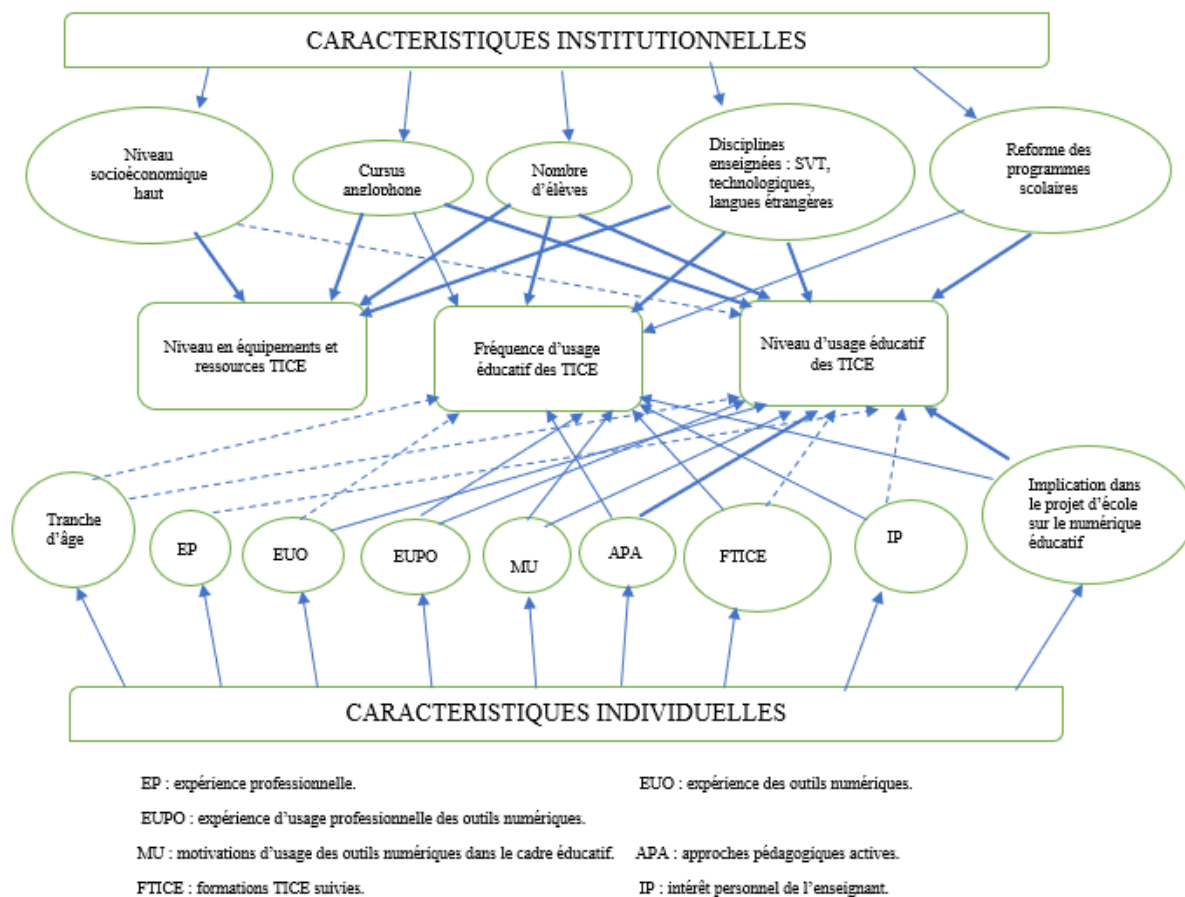 CARACTERISTIQUES INSTITUTIONNELLES
Niveau
socioéconomique
haut
Cursus
anglophone
Nombre
d’élèves
Disciplines
enseignées : SVT,
technologiques,
langues étrangères
Reforme des
programmes
scolaires
Niveau en équipements et
ressources TICE
Fréquence d’usage
éducatif des TICE
Niveau d’usage éducatif
des TICE
Tranche
d’âge
EP
EUO
EUPO
MU
APA
FTICE
IP
Implication dans
le projet d’école
sur le numérique
éducatif
CARACTERISTIQUES INDIVIDUELLES
EP : expérience professionnelle.
EUO : expérience des outils numériques.
EUPO : expérience d’usage professionnelle des outils numériques.
MU : motivations d’usage des outils numériques dans le cadre éducatif.
APA : approches pédagogiques actives.
FTICE : formations TICE suivies.
IP : intérêt personnel de l’enseignant.